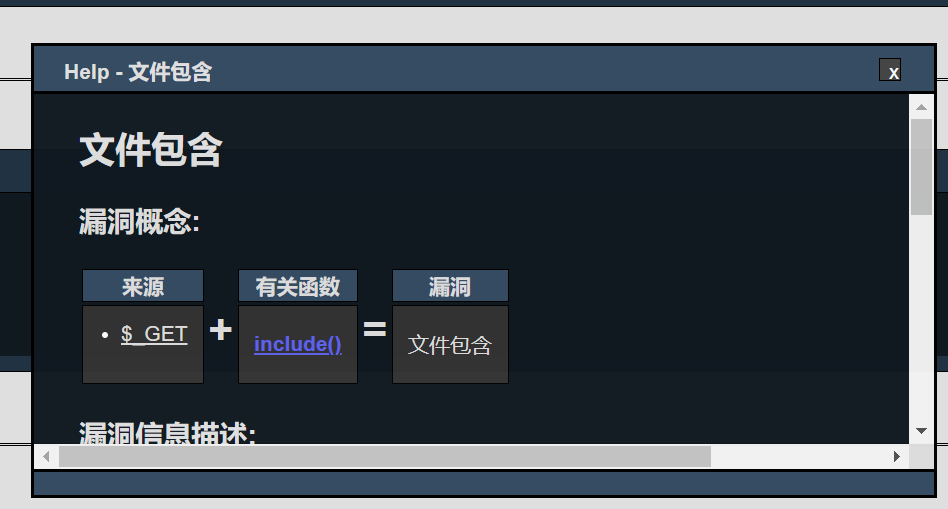 Help - 文件包含
x
文件包含
漏洞概念:
来源 有关函数 漏洞
• $_GET + include() = 文件包含
漏洞信息描述: